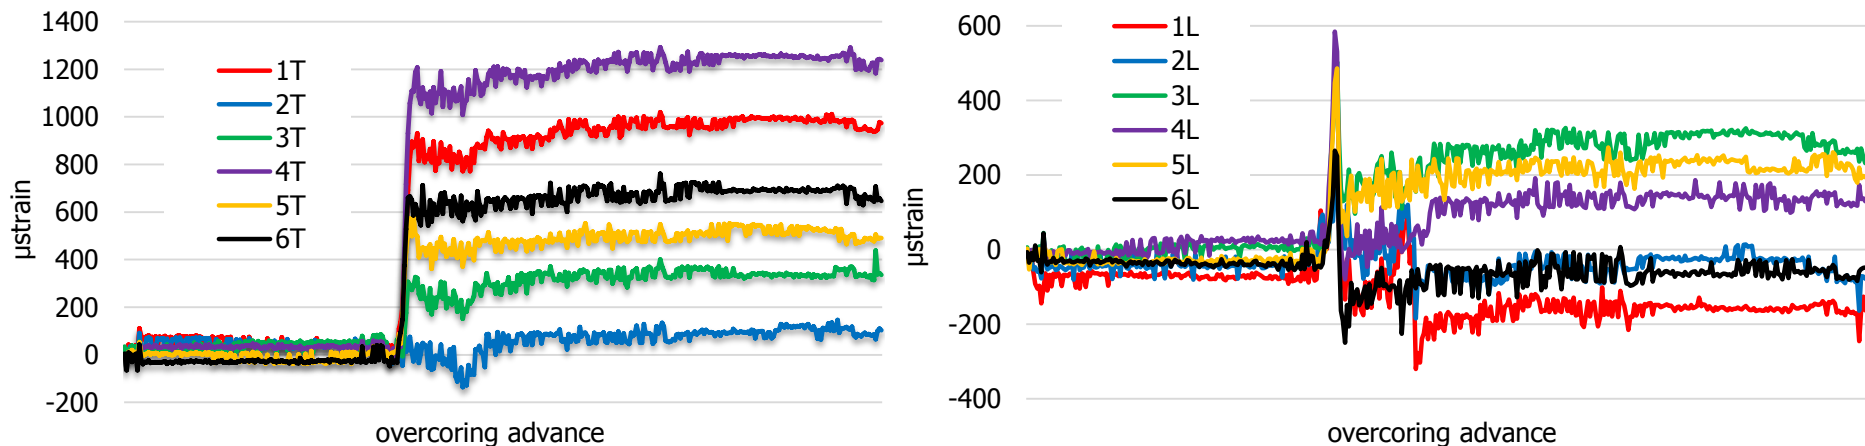 1400
1200
1000
800
600
400
200
0
-200
µstrain
1T
2T
3T
4T
5T
6T
overcoring advance
600
400
200
0
-200
-400
µstrain
1L
2L
3L
4L
5L
6L
overcoring advance